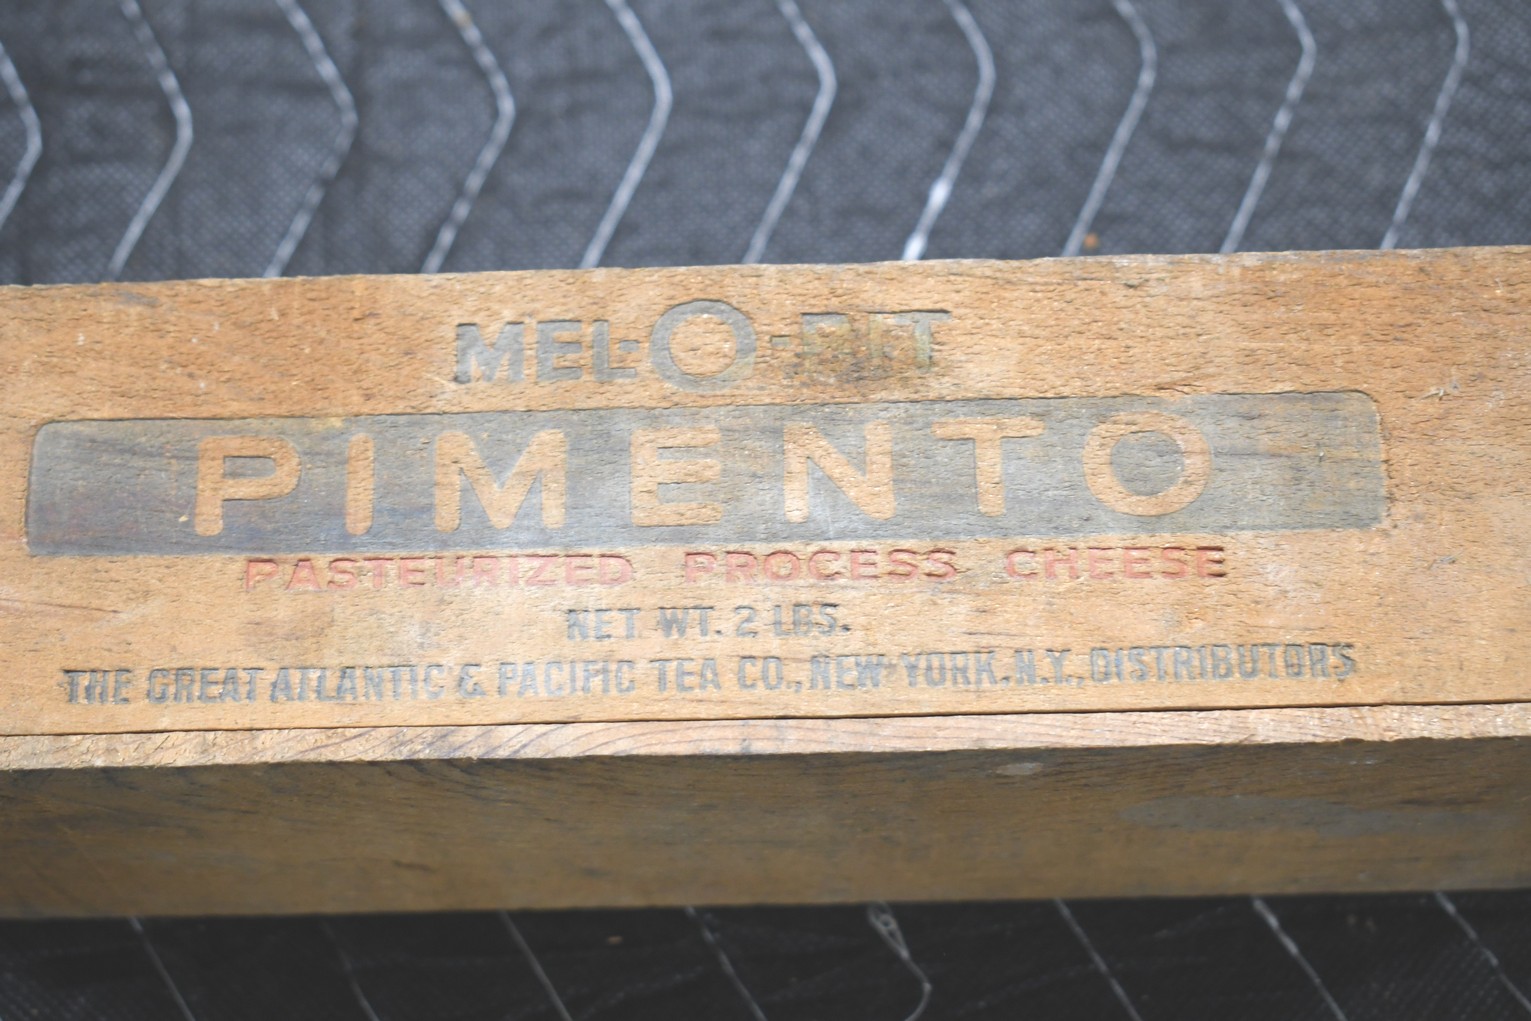 MEL-O-BIT
PIMENTO
PASTEURIZED PROCESS CHEESE
NET WT. 2 LBS.
THE GREAT ATLANTIC & PACIFIC TEA CO., NEW YORK, N.Y., DISTRIBUTORS